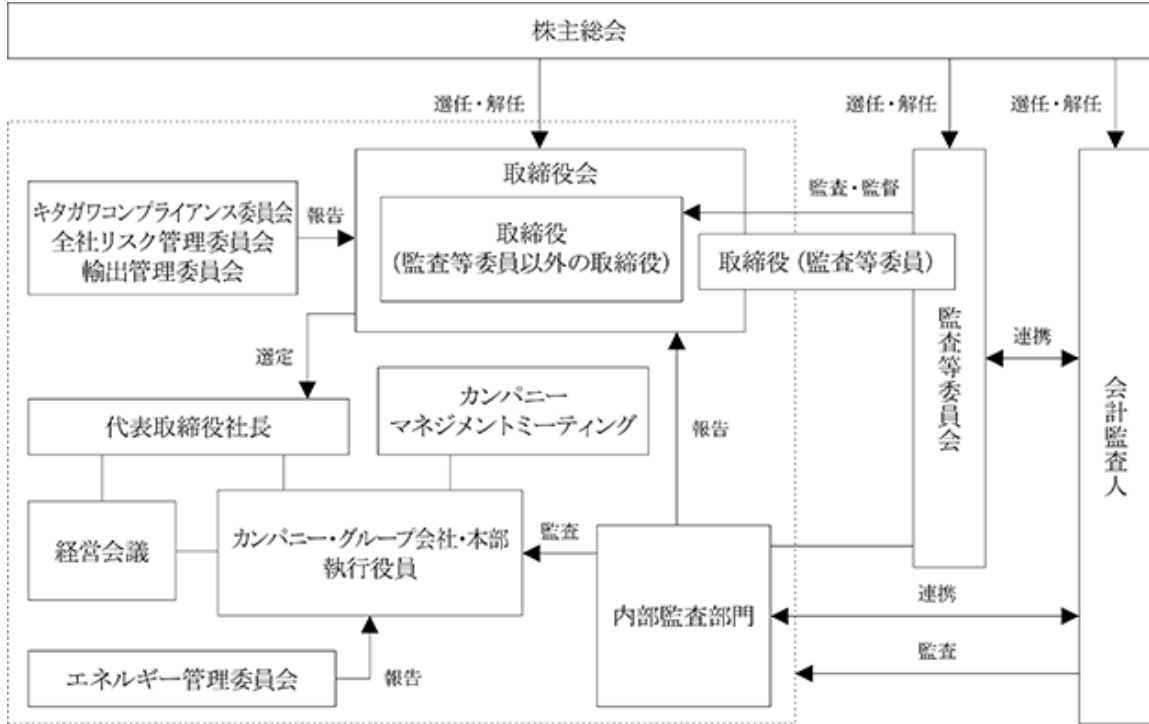 株主総会
選任・解任
選任・解任
選任・解任
取締役会
監査・監督
キタガワコンプライアンス委員会
全社リスク管理委員会
輸出管理委員会
報告
取締役
(監査等委員以外の取締役)
取締役(監査等委員)
監査等委員会
連携
会計監査人
選定
カンパニー
マネジメントミーティング
代表取締役社長
報告
経営会議
カンパニー・グループ会社・本部
執行役員
監査
内部監査部門
連携
監査
エネルギー管理委員会
報告